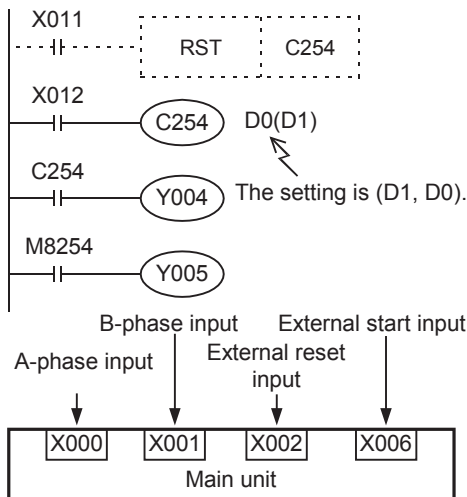 X011
RST C254
X012
C254 D0(D1)
C254
Y004 The setting is (D1, D0).
M8254
Y005
B-phase input External start input
A-phase input External reset
input
X000 X001 X002 X006
Main unit